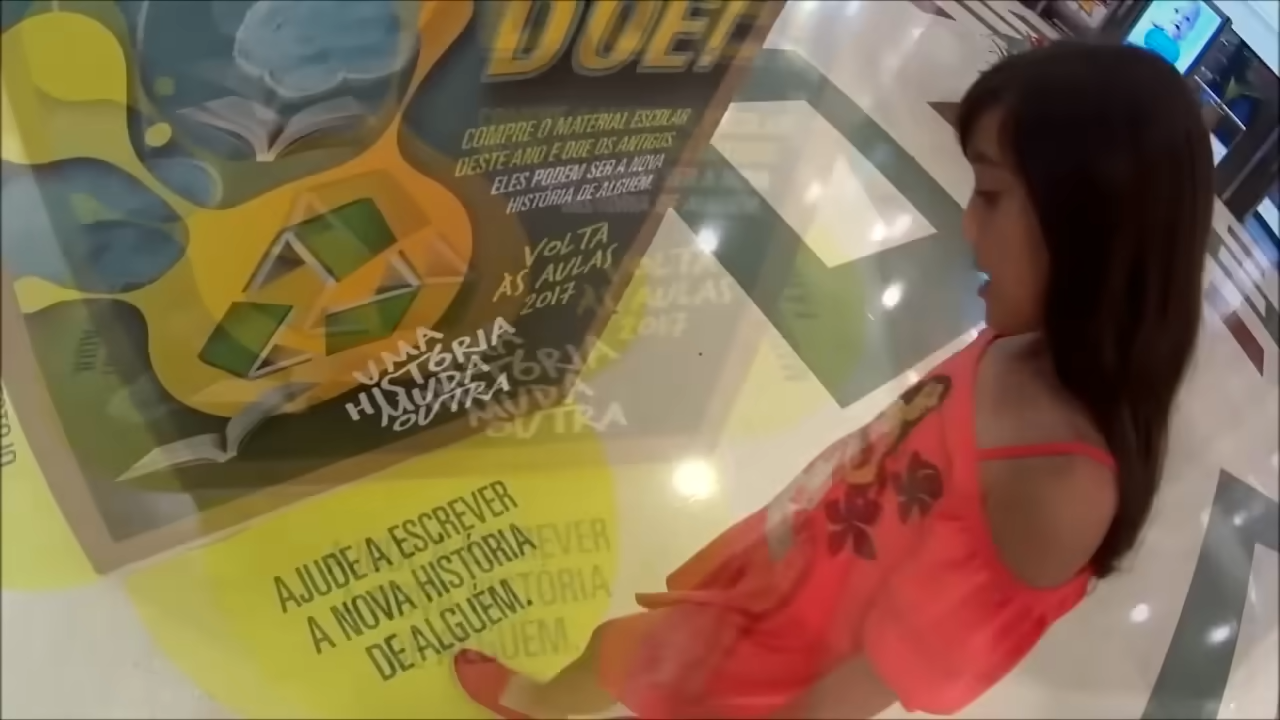 DOE!
COMPRE O MATERIAL ESCOLAR
DESTE ANO E DOE OS ANTIGOS
ELES PODEM SER A NOVA
HISTÓRIA DE ALGUÉM.
VOLTA
ÀS AULAS
2017
UMA
HISTÓRIA
MUDA
OUTRA
AJUDE A ESCREVER
A NOVA HISTÓRIA
DE ALGUÉM.